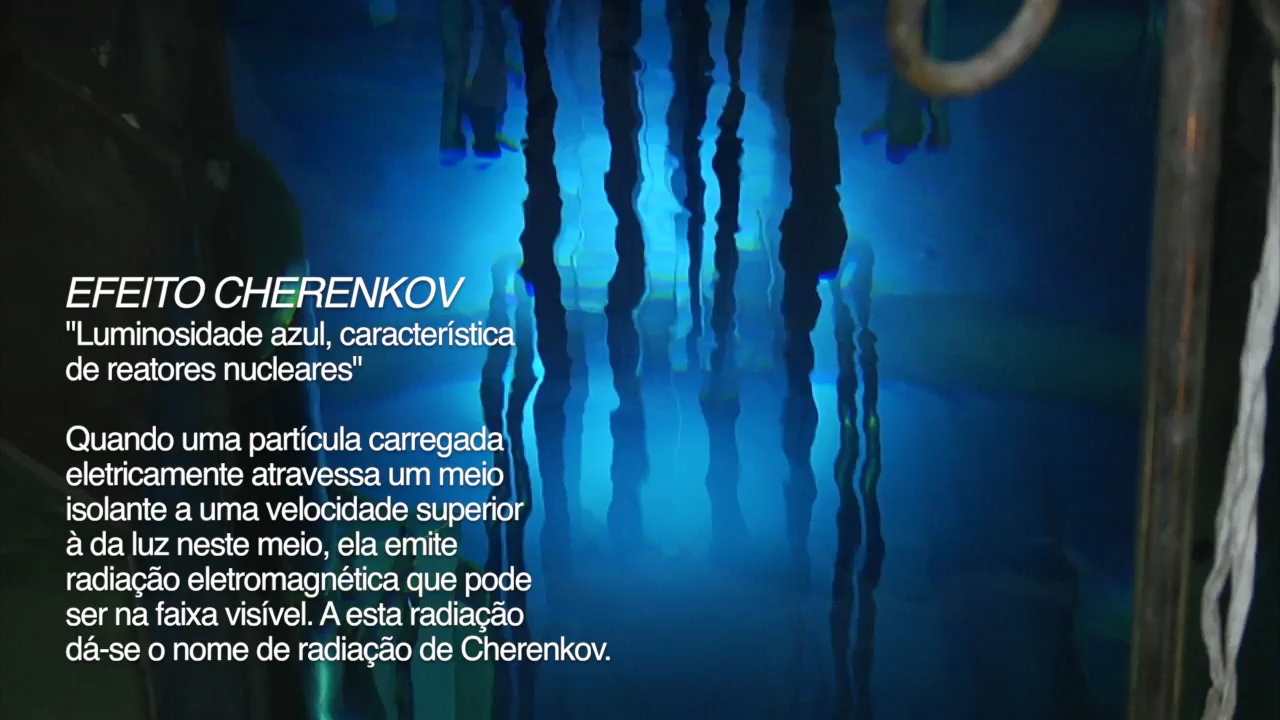 EFEITO CHERENKOV
"Luminosidade azul, característica
de reatores nucleares"
Quando uma partícula carregada
eletricamente atravessa um meio
isolante a uma velocidade superior
à da luz neste meio, ela emite
radiação eletromagnética que pode
ser na faixa visível. A esta radiação
dá-se o nome de radiação de Cherenkov.